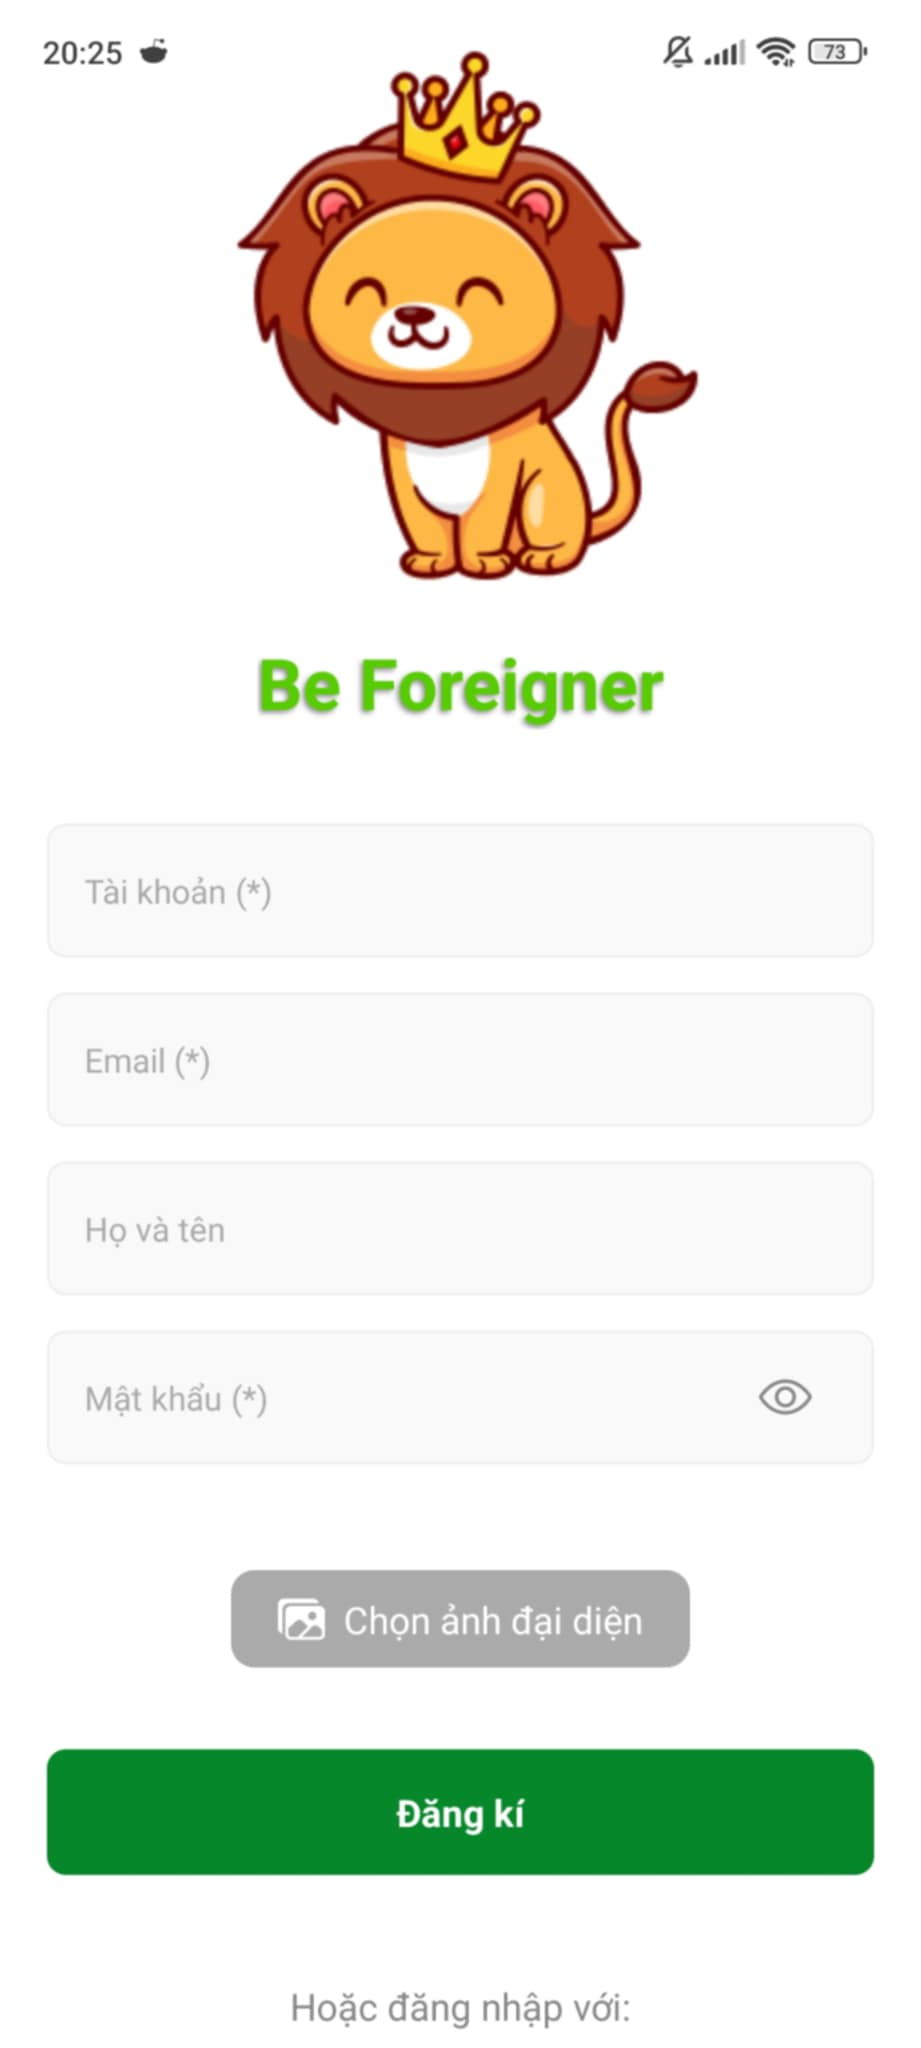 20:25
73
Be Foreigner
Tài khoản (*)
Email (*)
Họ và tên
Mật khẩu (*)
Chọn ảnh đại diện
Đăng kí
Hoặc đăng nhập với: